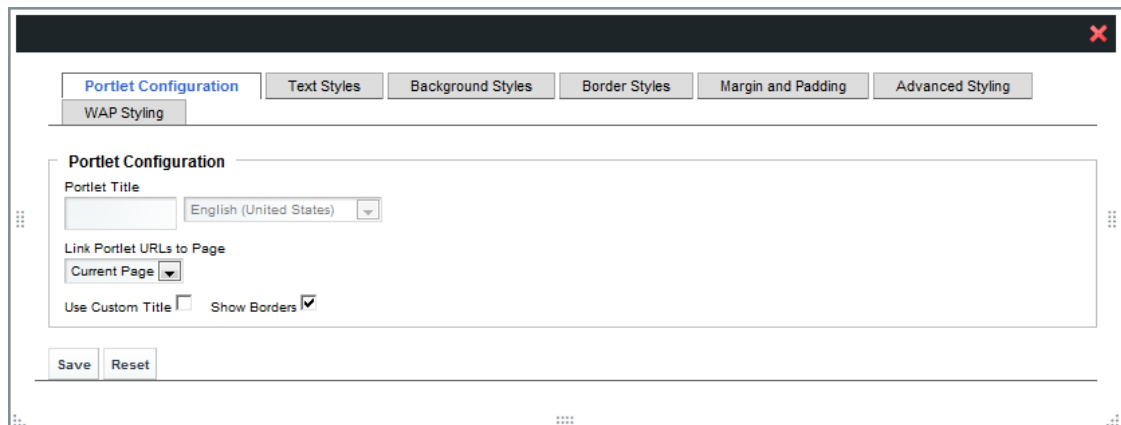 Portlet Configuration Text Styles Background Styles Border Styles Margin and Padding Advanced Styling
WAP Styling
Portlet Configuration
Portlet Title
English (United States)
Link Portlet URLs to Page
Current Page
Use Custom Title Show Borders
Save Reset